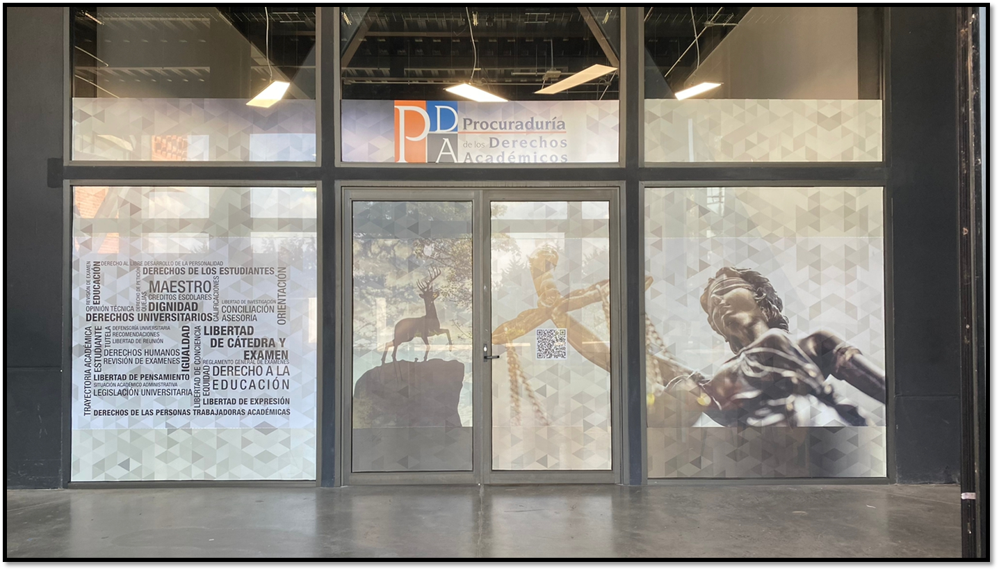 PDA
Procuraduría
de los Derechos
Académicos
REVISIÓN DE EXAMEN
EDUCACIÓN
DERECHO AL LIBRE DESARROLLO DE LA PERSONALIDAD
DERECHO DE PETICIÓN
DERECHOS DE LOS ESTUDIANTES
QUEJAS
MAESTRO
CREDITOS ESCOLARES
CALIFICACIONES
ORIENTACIÓN
OPINIÓN TÉCNICA
DIGNIDAD
LIBERTAD DE INVESTIGACIÓN
CONCILIACIÓN
DERECHOS UNIVERSITARIOS
ASESORIA
TRAYECTORIA ACADÉMICA
ESTUDIANTE
TUTELA
DEFENSORÍA UNIVERSITARIA
RECOMENDACIONES
LIBERTAD DE REUNIÓN
IGUALDAD
LIBERTAD DE CONCIENCIA
LIBERTAD
DE CÁTEDRA Y
EXAMEN
DERECHOS HUMANOS
REVISIÓN DE EXAMENES
REGLAMENTO GENERAL DE EXÁMENES
EQUIDAD
DERECHO A LA
EDUCACIÓN
LIBERTAD DE PENSAMIENTO
SITUACIÓN ACADÉMICO ADMINISTRATIVA
LEGISLACIÓN UNIVERSITARIA
LIBERTAD DE EXPRESIÓN
DERECHOS DE LAS PERSONAS TRABAJADORAS ACADÉMICAS